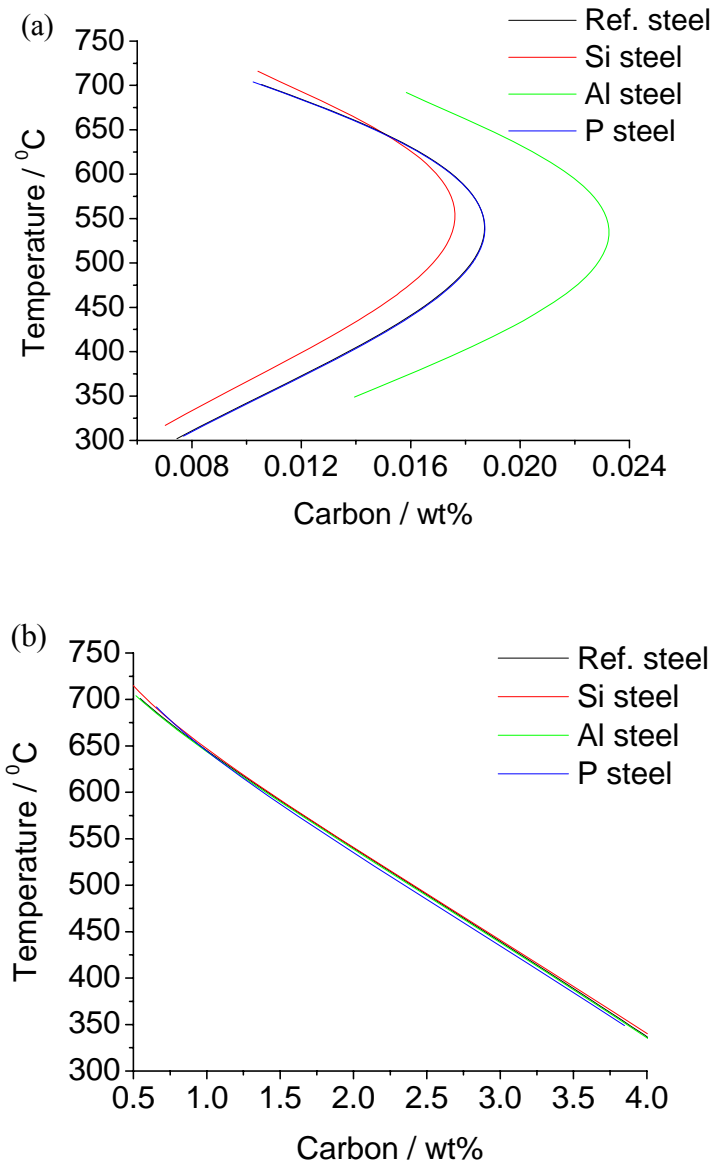 (a)
Ref. steel
Si steel
Al steel
P steel
750
700
650
600
550
500
450
400
350
300
0.008 0.012 0.016 0.020 0.024
Temperature / ⁰C
Carbon / wt%
(b)
Ref. steel
Si steel
Al steel
P steel
750
700
650
600
550
500
450
400
350
300
0.5 1.0 1.5 2.0 2.5 3.0 3.5 4.0
Temperature / ⁰C
Carbon / wt%